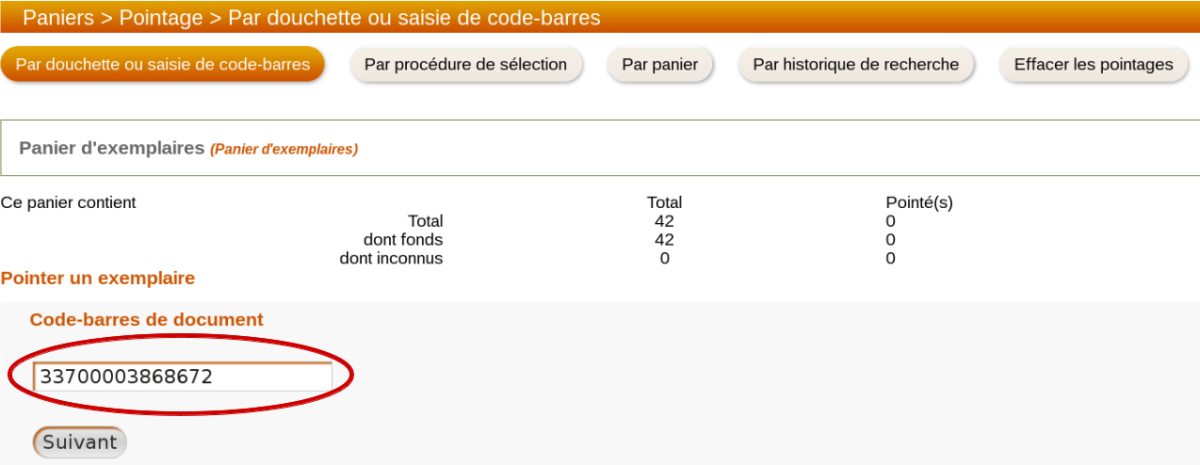 Paniers > Pointage > Par douchette ou saisie de code-barres
Par douchette ou saisie de code-barres Par procédure de sélection Par panier Par historique de recherche Effacer les pointages
Panier d'exemplaires (Panier d'exemplaires)
Ce panier contient Total Pointé(s)
Total 42 0
dont fonds 42 0
dont inconnus 0 0
Pointer un exemplaire
Code-barres de document
33700003868672
Suivant